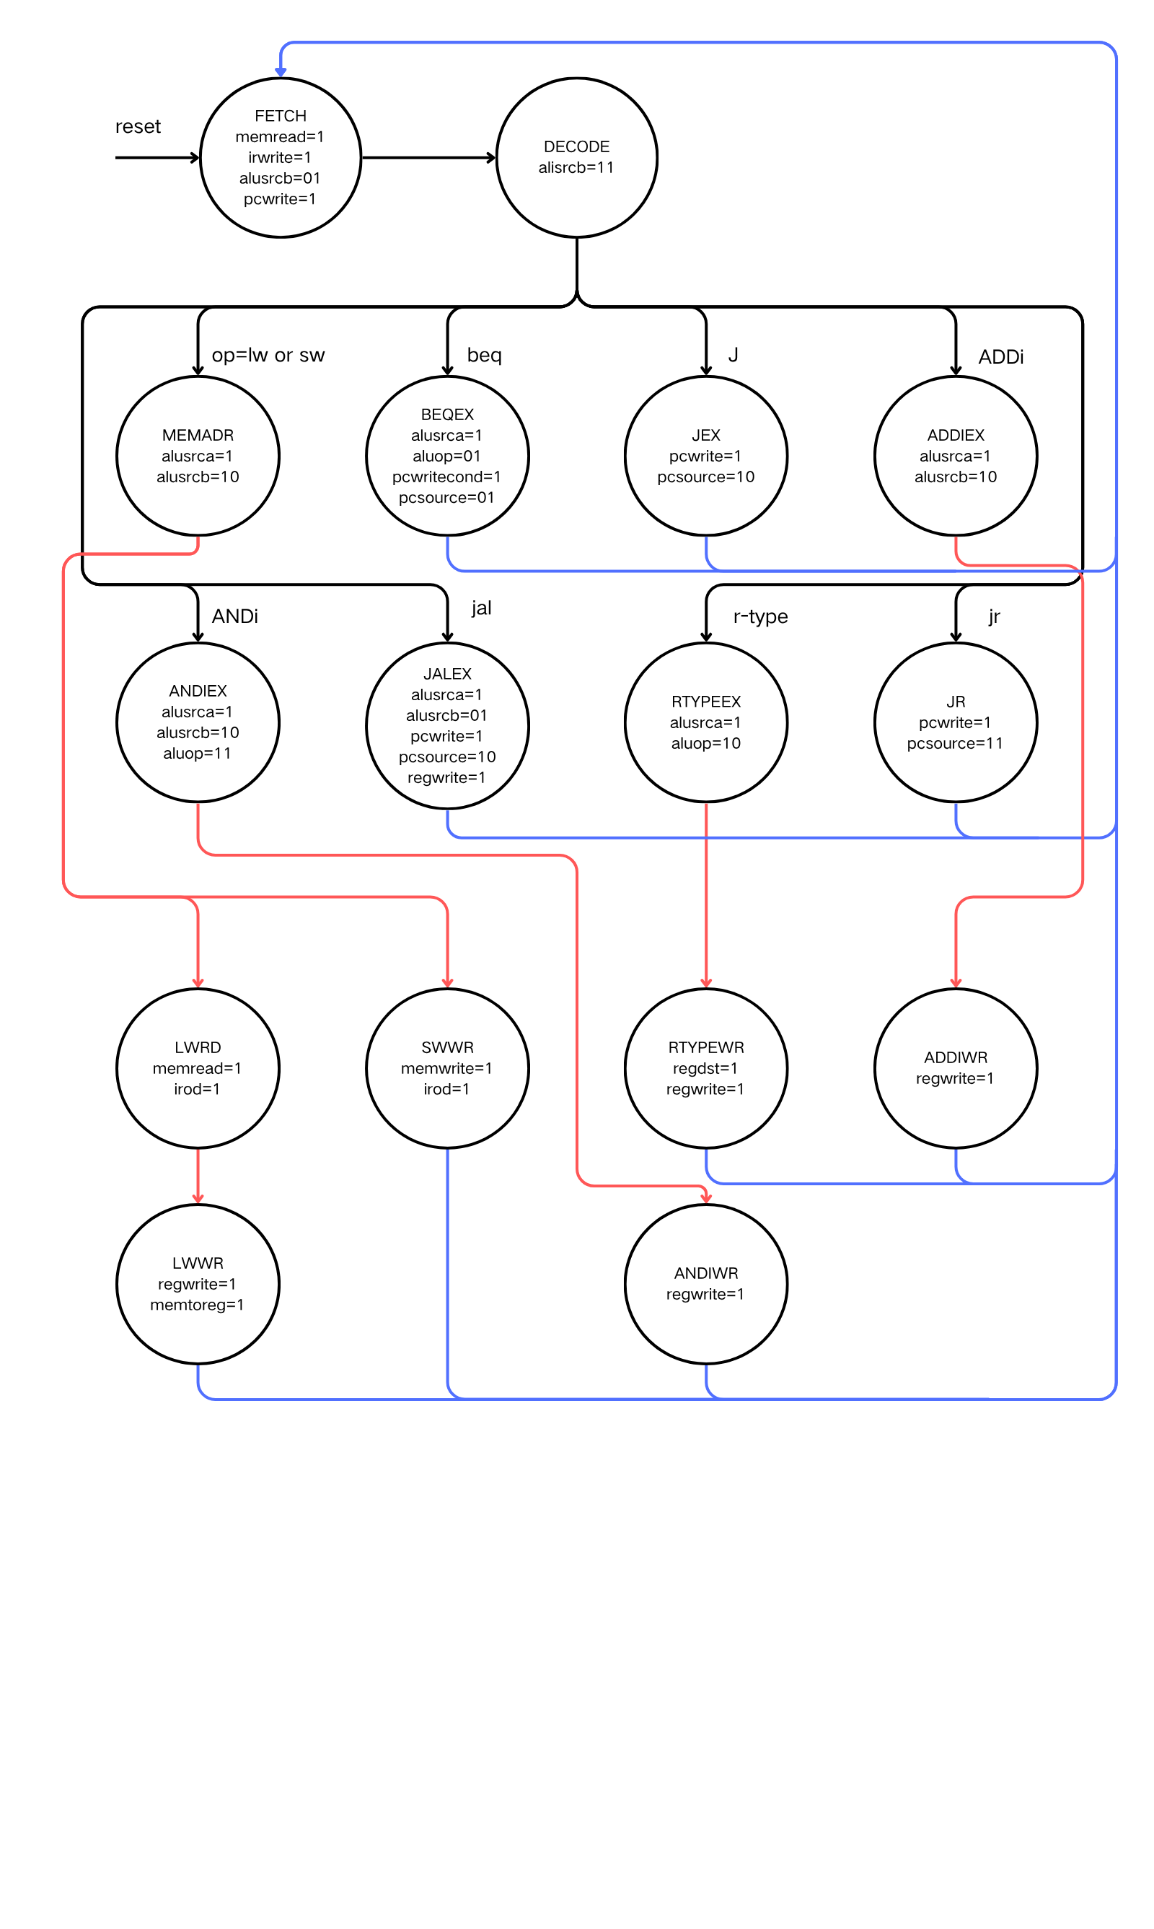 reset
FETCH
memread=1
irwrite=1
alusrcb=01
pcwrite=1
DECODE
alisrcb=11
op=lw or sw
beq
J
ADDi
MEMADR
alusrca=1
alusrcb=10
BEQEX
alusrca=1
aluop=01
pcwritecond=1
pcsource=01
JEX
pcwrite=1
pcsource=10
ADDIEX
alusrca=1
alusrcb=10
ANDi
jal
r-type
jr
ANDIEX
alusrca=1
alusrcb=10
aluop=11
JALEX
alusrca=1
alusrcb=01
pcwrite=1
pcsource=10
regwrite=1
RTYPEEX
alusrca=1
aluop=10
JR
pcwrite=1
pcsource=11
LWRD
memread=1
irod=1
SWWR
memwrite=1
irod=1
RTYPEWR
regdst=1
regwrite=1
ADDIWR
regwrite=1
LWWR
regwrite=1
memtoreg=1
ANDIWR
regwrite=1